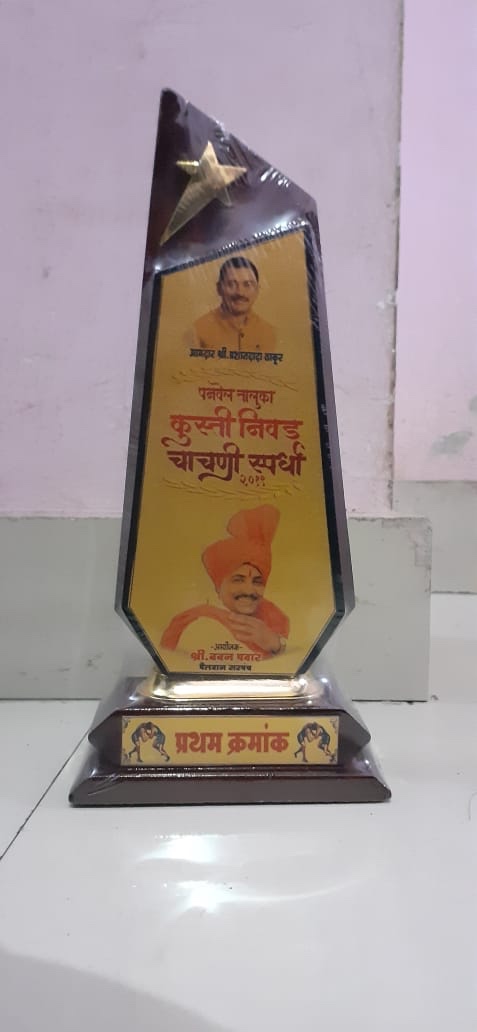 आमदार श्री.प्रशांतदादा ठाकूर
पनवेल तालुका
कुस्ती निवड
चाचणी स्पर्धा
२०१९
-आयोजक-
श्री.बबन पवार
प्रथम क्रमांक